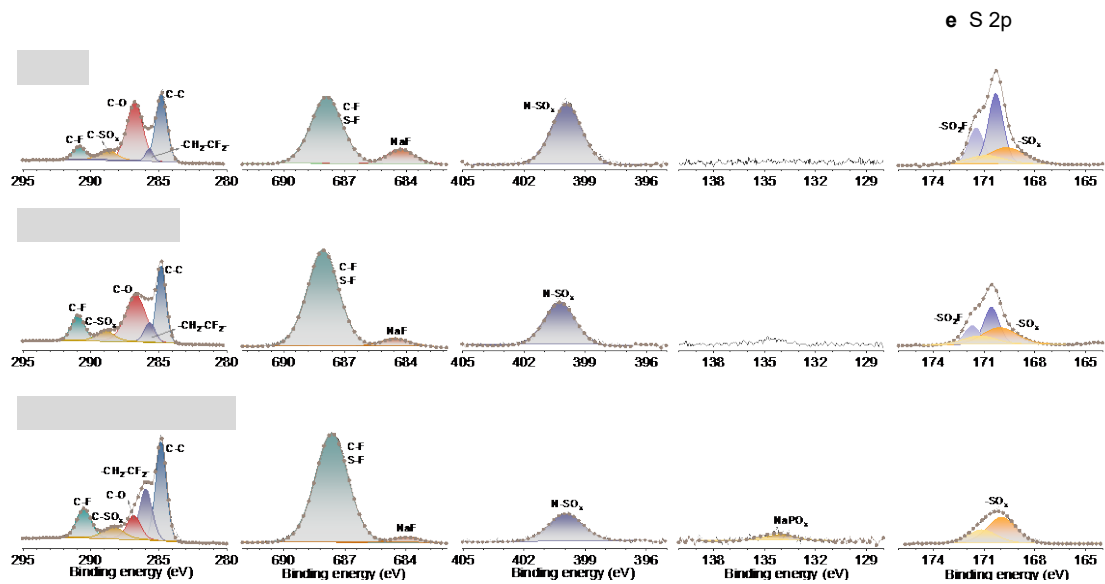 e S 2p
C-F
C-SOx
C-O
C-C
-CH2-CF2-
295 290 285 280
C-F
S-F
NaF
690 687 684
N-SOx
405 402 399 396
138 134 132 129
-SO2F
-SOx
174 171 168 165
C-F
C-SOx
C-O
C-C
-CH2-CF2-
295 290 285 280
C-F
S-F
NaF
690 687 684
N-SOx
405 402 399 396
138 134 132 129
-SO2F
-SOx
174 171 168 165
C-F
C-SOx
C-O
-CH2-CF2-
C-C
295 290 285 280
Binding energy (eV)
C-F
S-F
NaF
690 687 684
Binding energy (eV)
N-SOx
405 402 399 396
Binding energy (eV)
NaPOx
138 134 132 129
Binding energy (eV)
-SOx
174 171 168 165
Binding energy (eV)